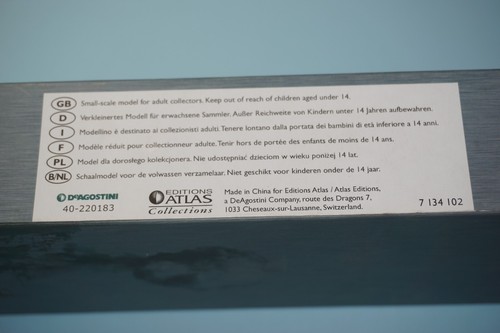 GB Small-scale model for adult collectors. Keep out of reach of children aged under 14.
D Verkleinertes Modell für erwachsene Sammler. Außer Reichweite von Kindern unter 14 Jahren aufbewahren.
I Modellino è destinato ai collezionisti adulti. Tenere lontano dalla portata dei bambini di età inferiore a 14 anni.
F Modèle réduit pour collectionneur adulte. Tenir hors de portée des enfants de moins de 14 ans.
PL Model dla dorosłego kolekcjonera. Nie udostępniać dzieciom w wieku poniżej 14 lat.
B/NL Schaalmodel voor de volwassen verzamelaar. Niet geschikt voor kinderen onder de 14 jaar.
DeAGOSTINI
40-220183
EDITIONS
ATLAS
Collections
Made in China for Editions Atlas / Atlas Editions,
a DeAgostini Company, route des Dragons 7,
1033 Cheseaux-sur-Lausanne, Switzerland.
7 134 102